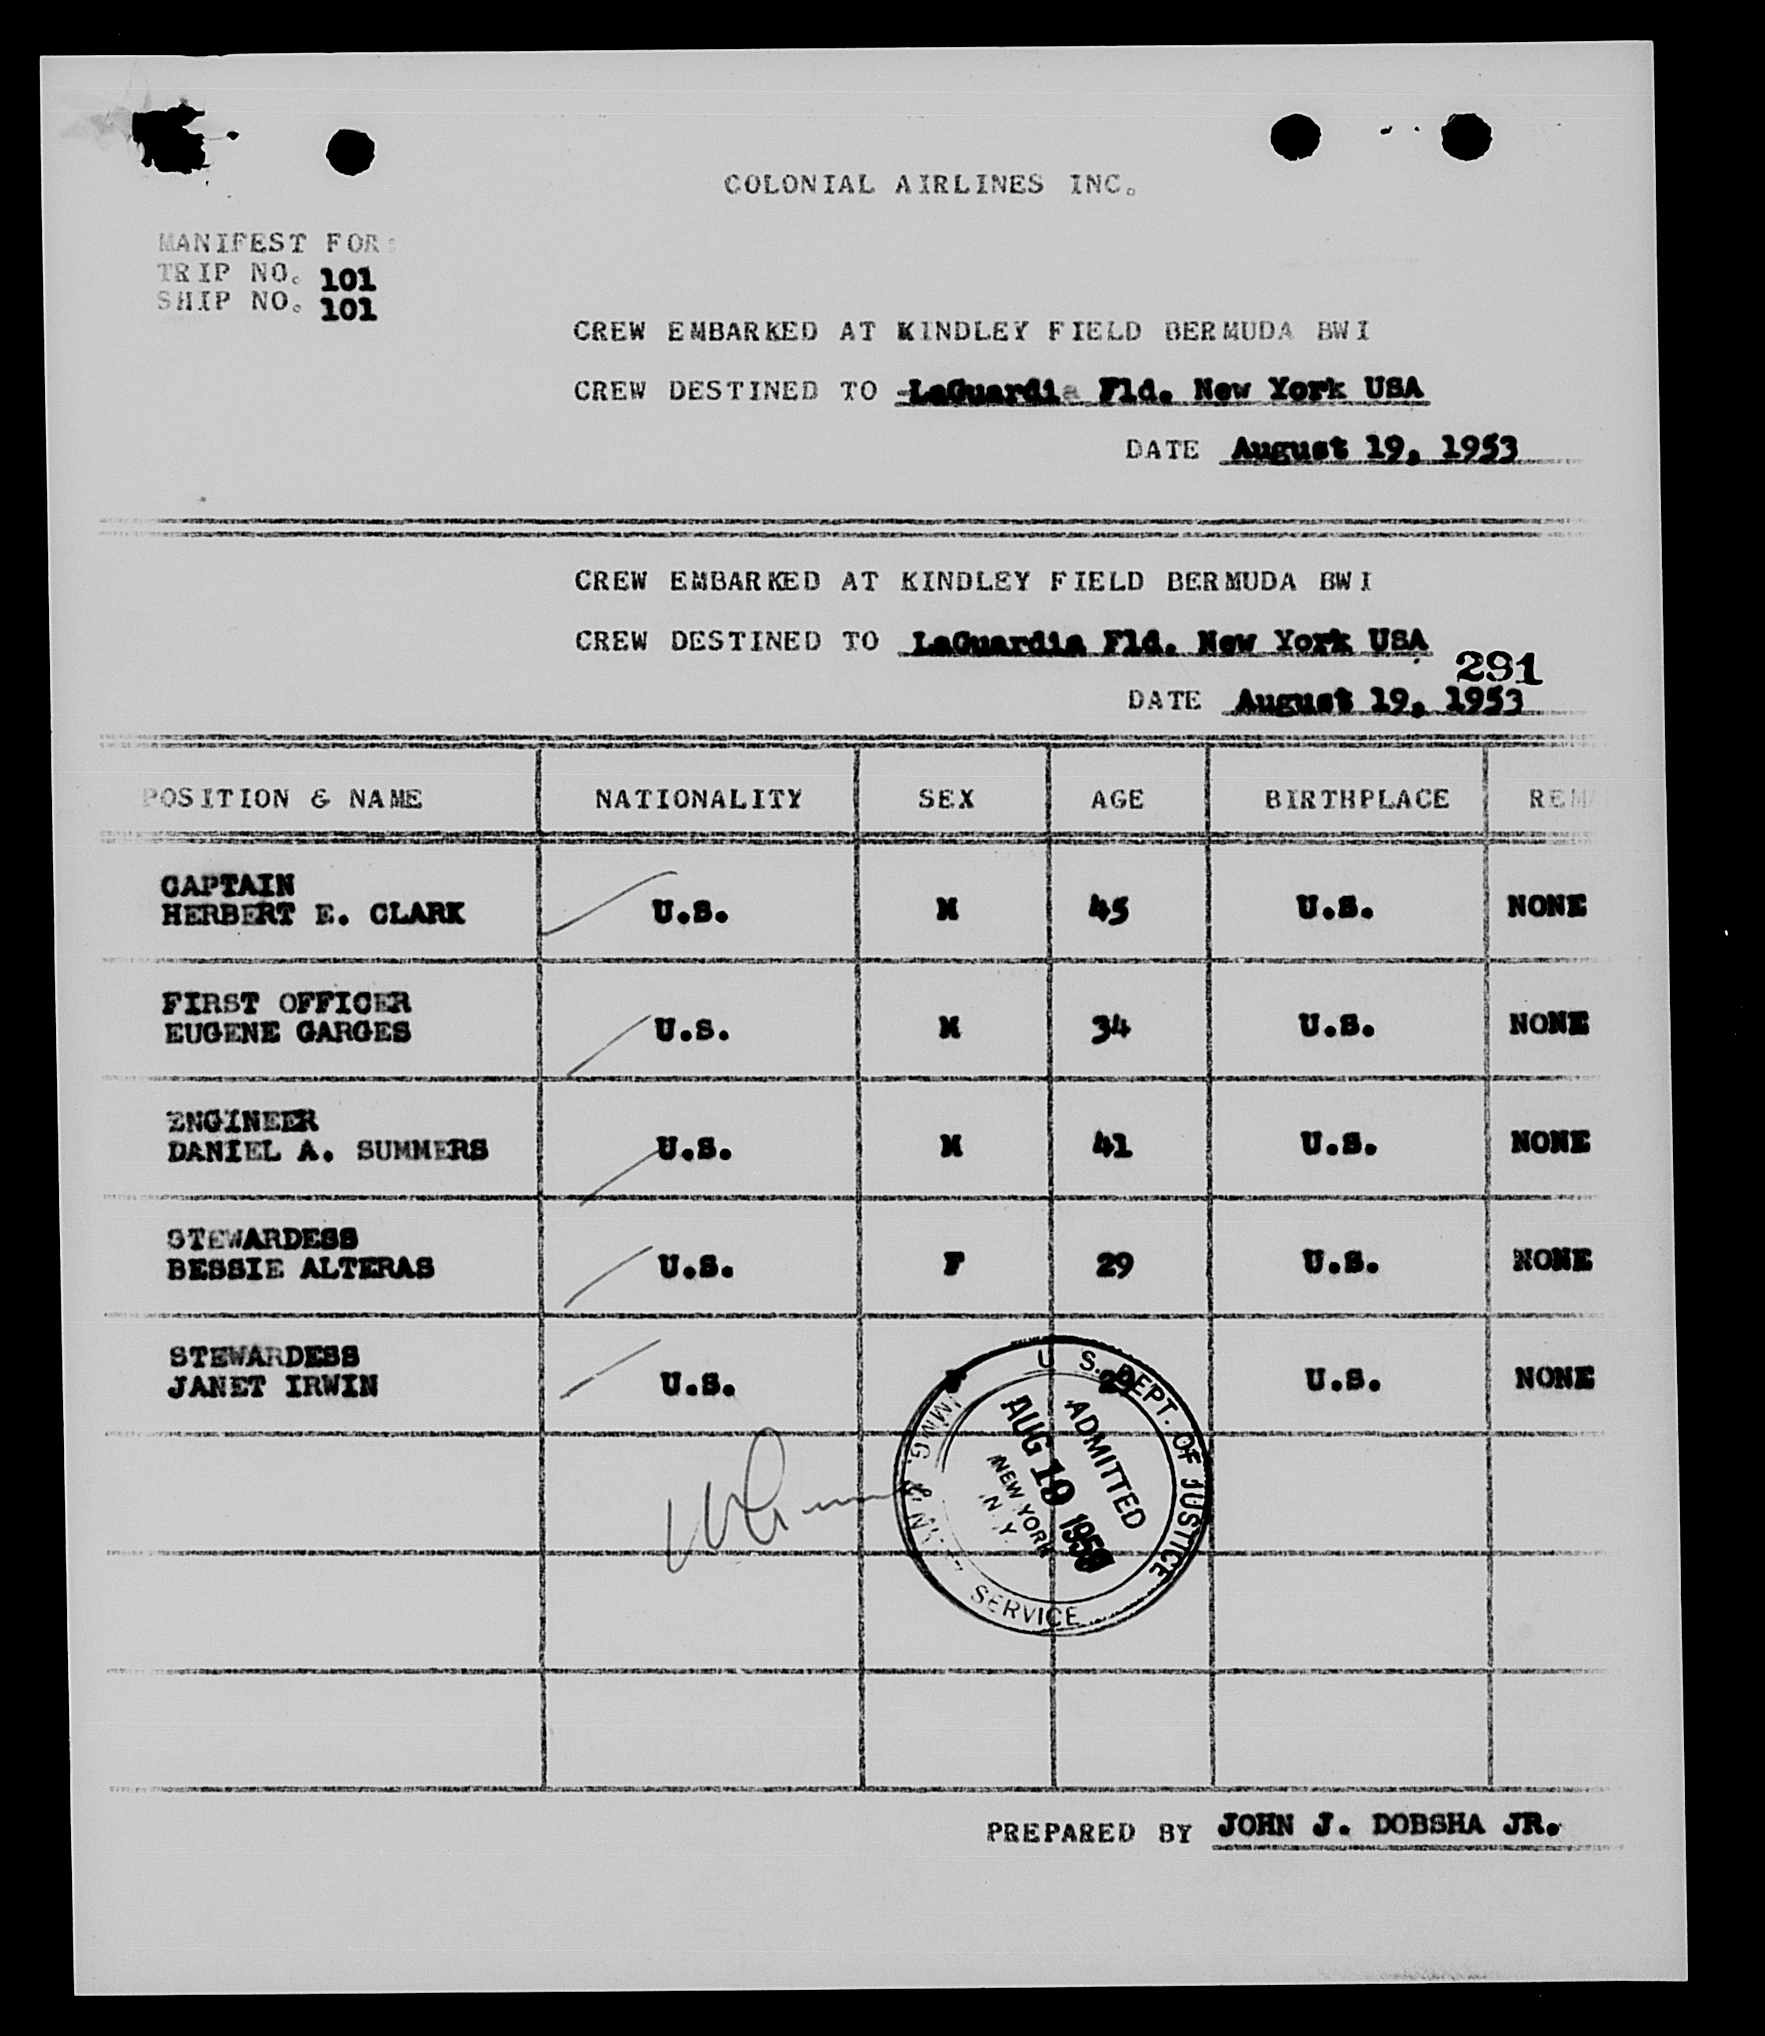 COLONIAL AIRLINES INC.
MANIFEST FOR:
TRIP NO. 101
SHIP NO. 101
CREW EMBARKED AT KINDLEY FIELD BERMUDA BWI
CREW DESTINED TO LaGuardia Fld. New York USA
DATE August 19, 1953
CREW EMBARKED AT KINDLEY FIELD BERMUDA BWI
CREW DESTINED TO LaGuardia Fld. New York USA
291
DATE August 19, 1953
POSITION & NAME NATIONALITY SEX AGE BIRTHPLACE REMA
CAPTAIN
HERBERT E. CLARK U.S. M 45 U.S. NONE
FIRST OFFICER
EUGENE GARGES U.S. M 34 U.S. NONE
ENGINEER
DANIEL A. SUMMERS U.S. M 41 U.S. NONE
STEWARDESS
BESSIE ALTERAS U.S. F 29 U.S. NONE
STEWARDESS
JANET IRWIN U.S. F 29 U.S. NONE
U. S. DEPT. OF JUSTICE
IMMG. & SERVICE
ADMITTED
AUG 19 1953
NEW YORK
N. Y.
PREPARED BY JOHN J. DOBSHA JR.